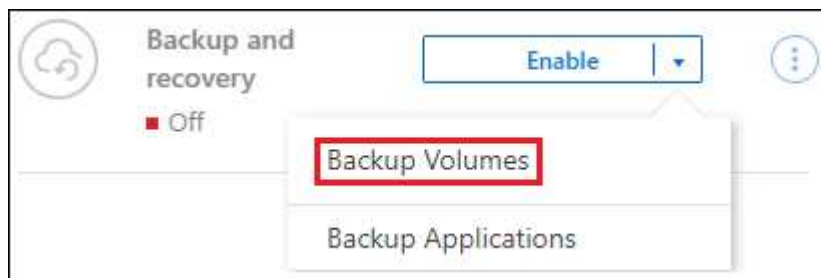 Backup and
recovery
Enable
Off
Backup Volumes
Backup Applications